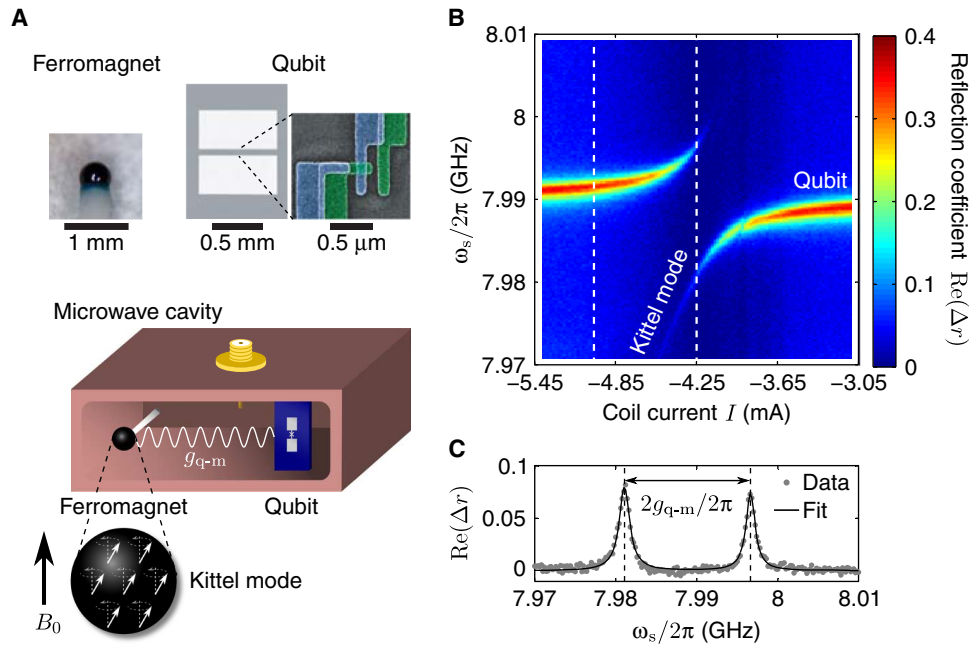 A
Ferromagnet
Qubit
1 mm
0.5 mm
0.5 μm
Microwave cavity
g_q-m
Ferromagnet
Qubit
B_0
Kittel mode
B
8.01
8
7.99
7.98
7.97
ω_s/2π (GHz)
Qubit
Kittel mode
−5.45 −4.85 −4.25 −3.65 −3.05
Coil current I (mA)
0.4
0.3
0.2
0.1
0
Reflection coefficient Re(Δr)
C
0.1
0.05
0
Re(Δr)
2g_q-m/2π
Data
Fit
7.97 7.98 7.99 8 8.01
ω_s/2π (GHz)